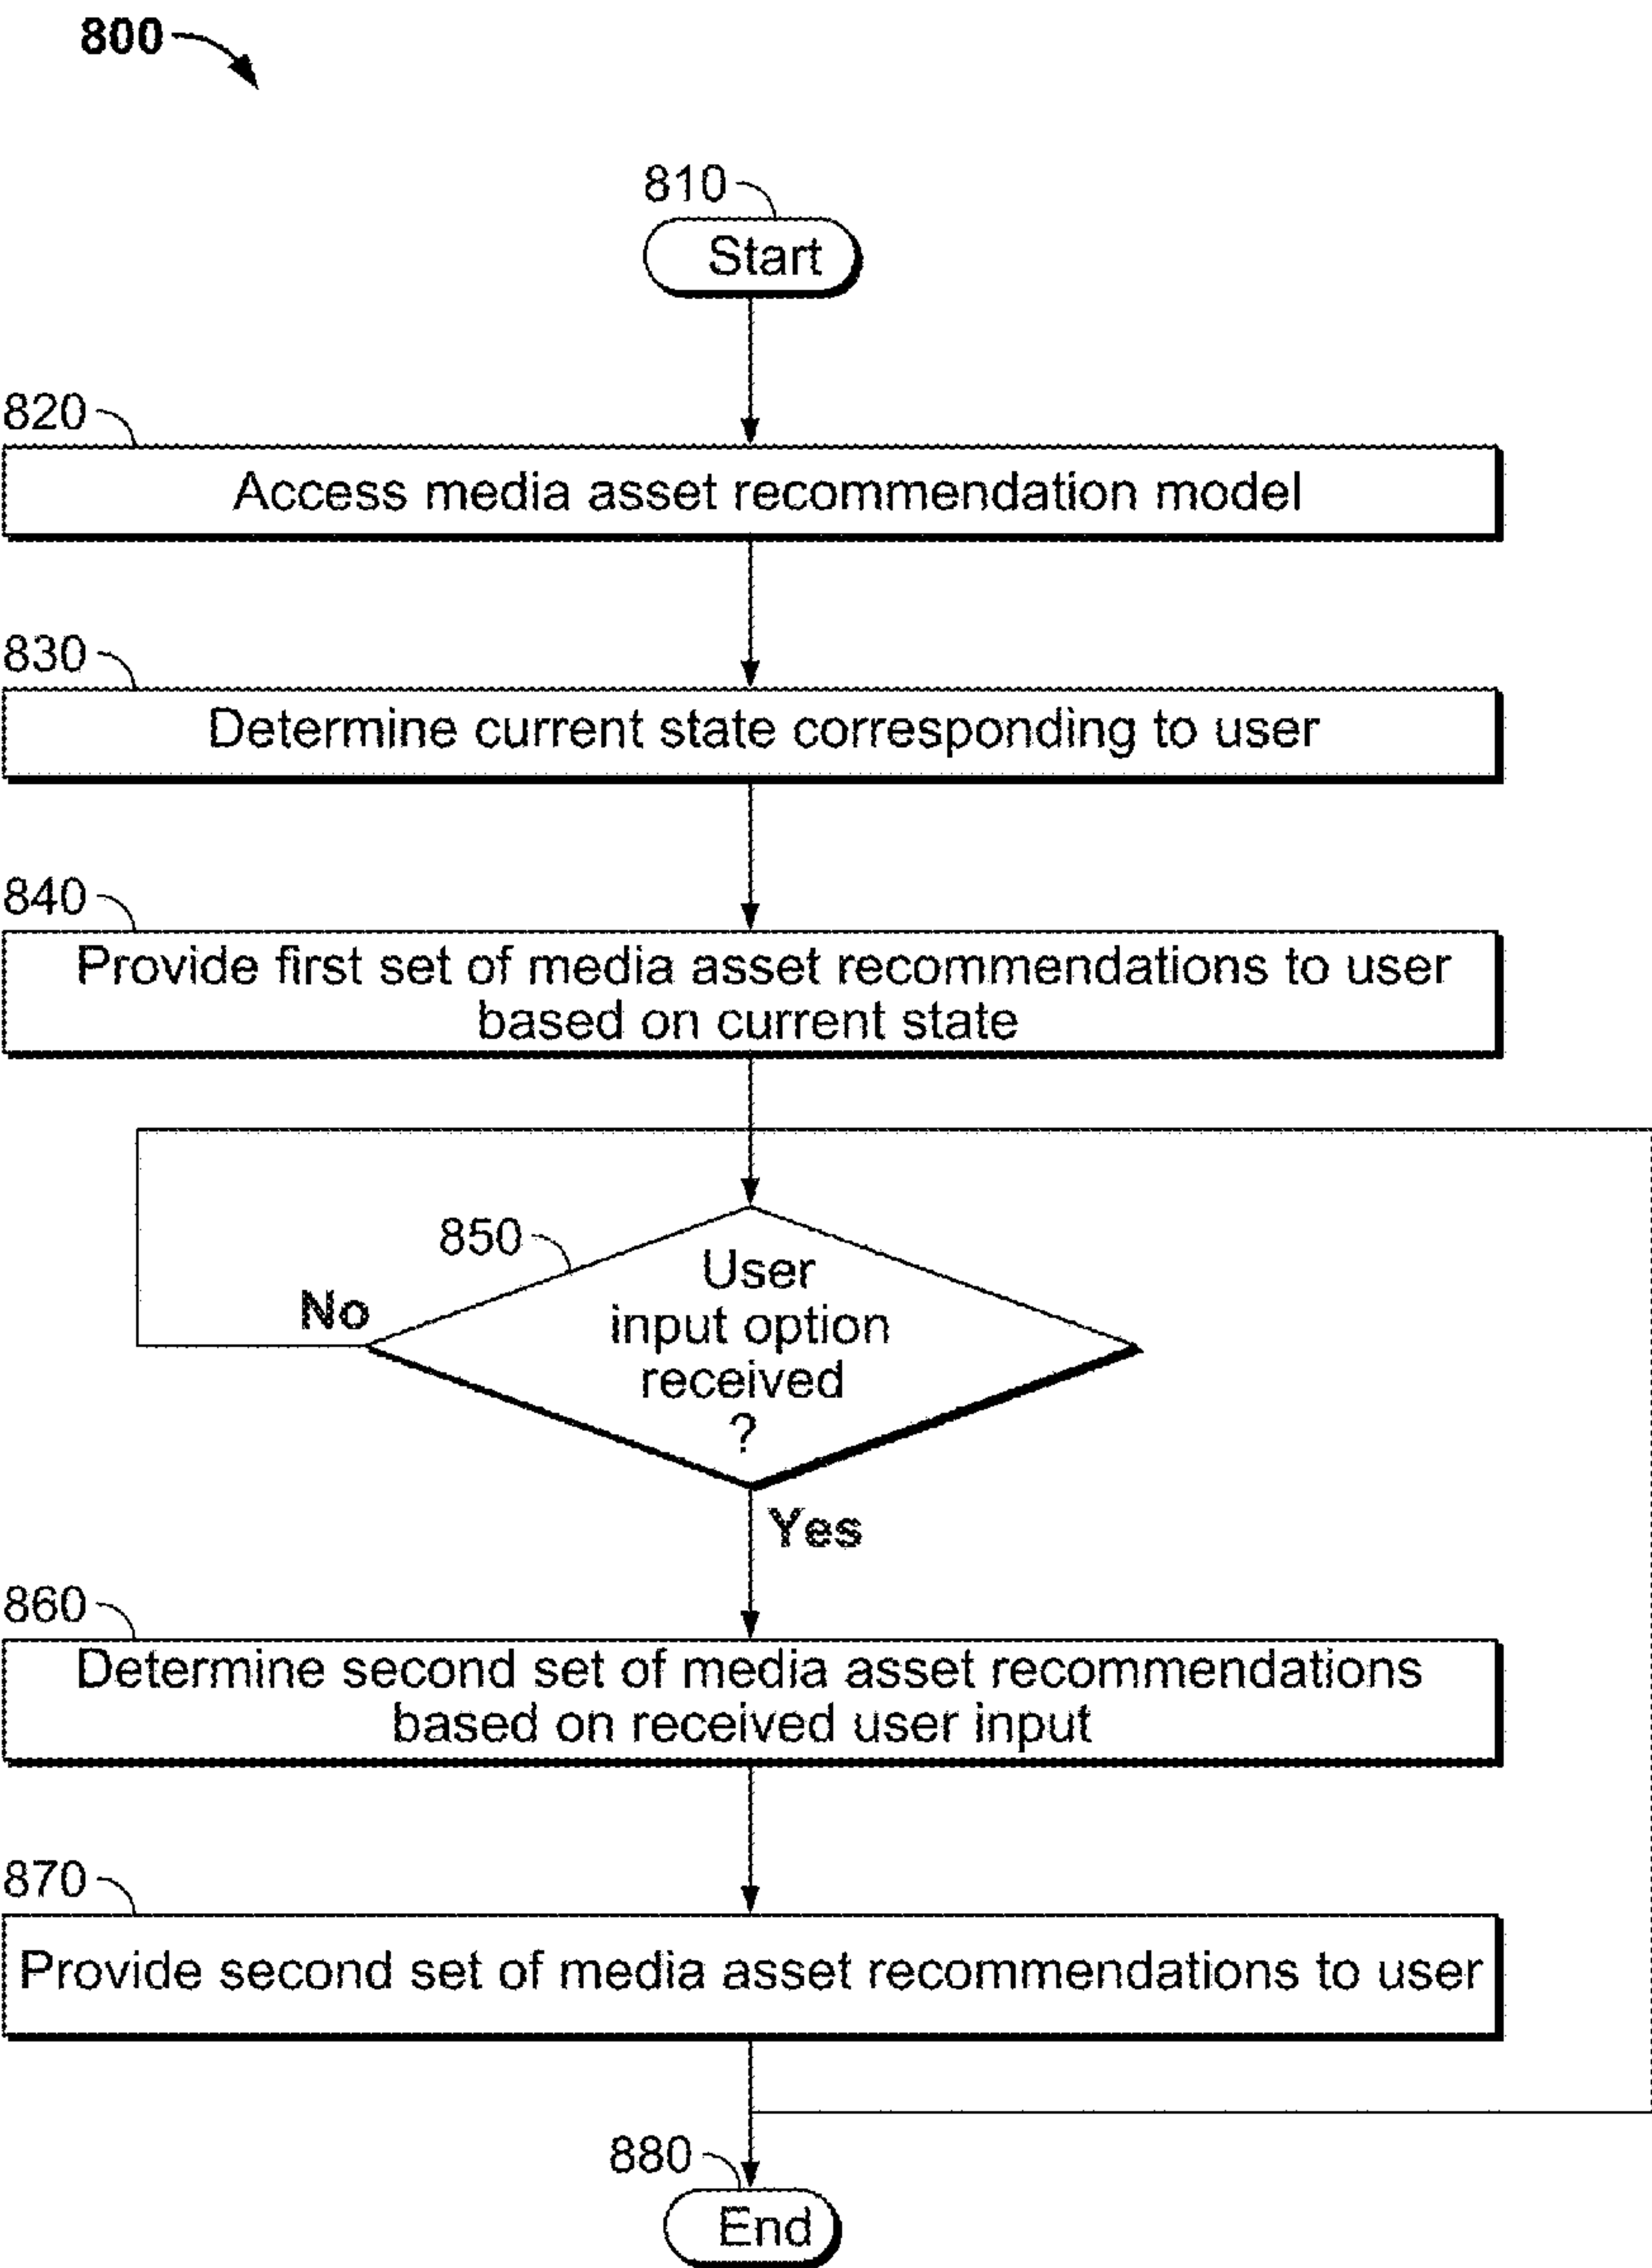 800
810
Start
820
Access media asset recommendation model
830
Determine current state corresponding to user
840
Provide first set of media asset recommendations to user
based on current state
850
User
input option
received
?
No
Yes
860
Determine second set of media asset recommendations
based on received user input
870
Provide second set of media asset recommendations to user
880
End